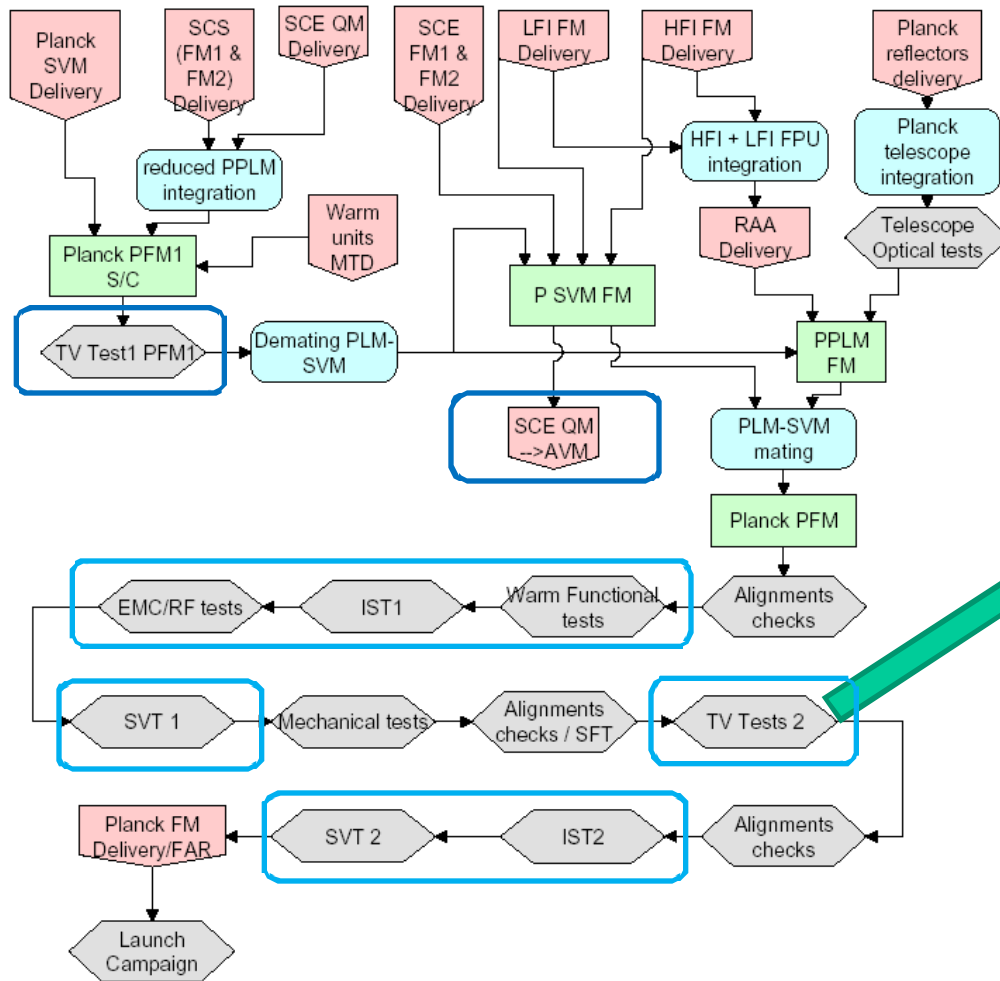 Planck
SVM
Delivery
SCS
(FM1 &
FM2)
Delivery
SCE QM
Delivery
SCE
FM1 &
FM2
Delivery
LFI FM
Delivery
HFI FM
Delivery
Planck
reflectors
delivery
reduced PPLM
integration
HFI + LFI FPU
integration
Planck
telescope
integration
Warm
units
MTD
Planck PFM1
S/C
P SVM FM
RAA
Delivery
Telescope
Optical tests
TV Test1 PFM1
Demating PLM-
SVM
PPLM
FM
SCE QM
-->AVM
PLM-SVM
mating
Planck PFM
EMC/RF tests
IST1
Warm Functional
tests
Alignments
checks
SVT 1
Mechanical tests
Alignments
checks / SFT
TV Tests 2
Planck FM
Delivery/FAR
SVT 2
IST2
Alignments
checks
Launch
Campaign